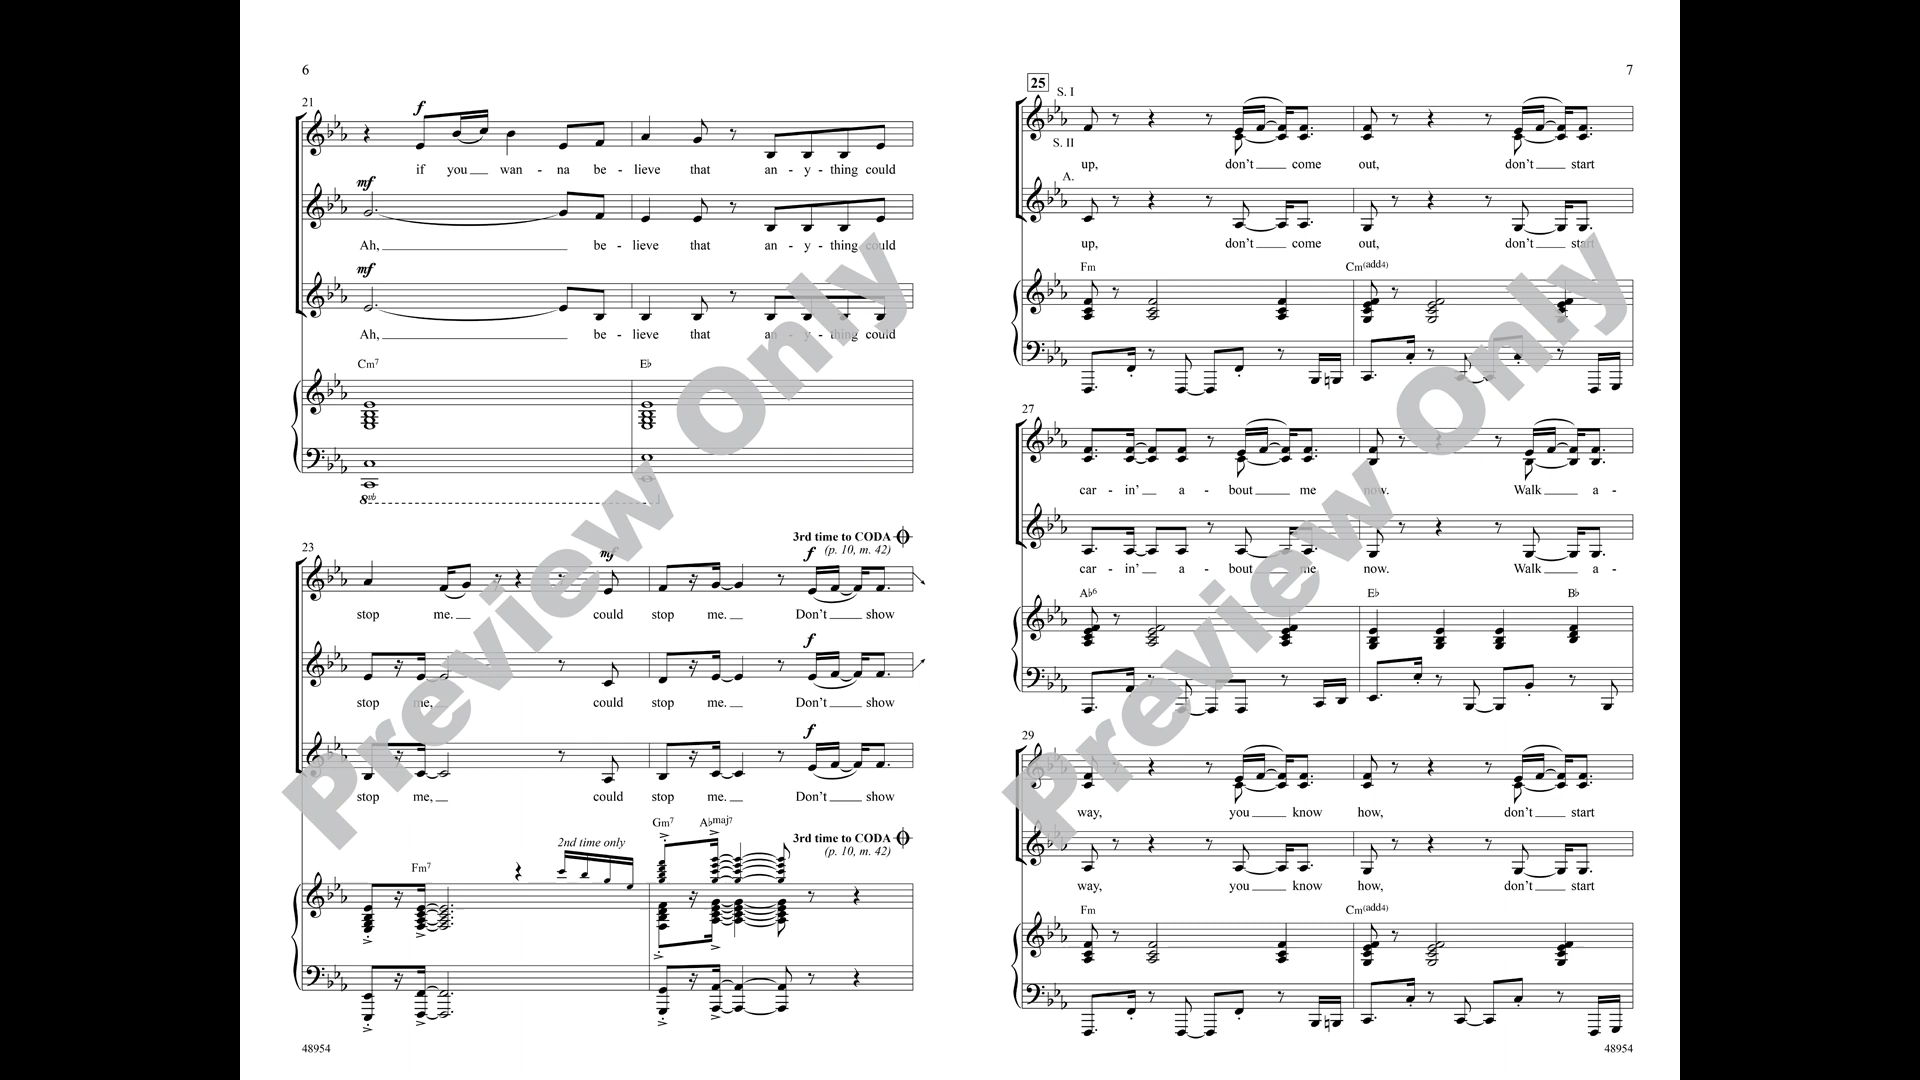 6
21
f
if you wan - na be - lieve that an - y - thing could
mf
Ah, be - lieve that an - y - thing could
mf
Ah, be - lieve that an - y - thing could
Cm7 E♭
8vb
3rd time to CODA
(p. 10, m. 42)
23
mf f
stop me. could stop me. Don't show
f
stop me, could stop me. Don't show
f
stop me, could stop me. Don't show
Gm7 A♭maj7
3rd time to CODA
(p. 10, m. 42)
2nd time only
Fm7
48954
7
25
S. I
S. II
up, don't come out, don't start
A.
up, don't come out, don't start
Fm Cm(add4)
27
car - in' a - bout me now. Walk a -
car - in' a - bout me now. Walk a -
A♭6 E♭ B♭
29
way, you know how, don't start
way, you know how, don't start
Fm Cm(add4)
48954
Preview Only
Preview Only